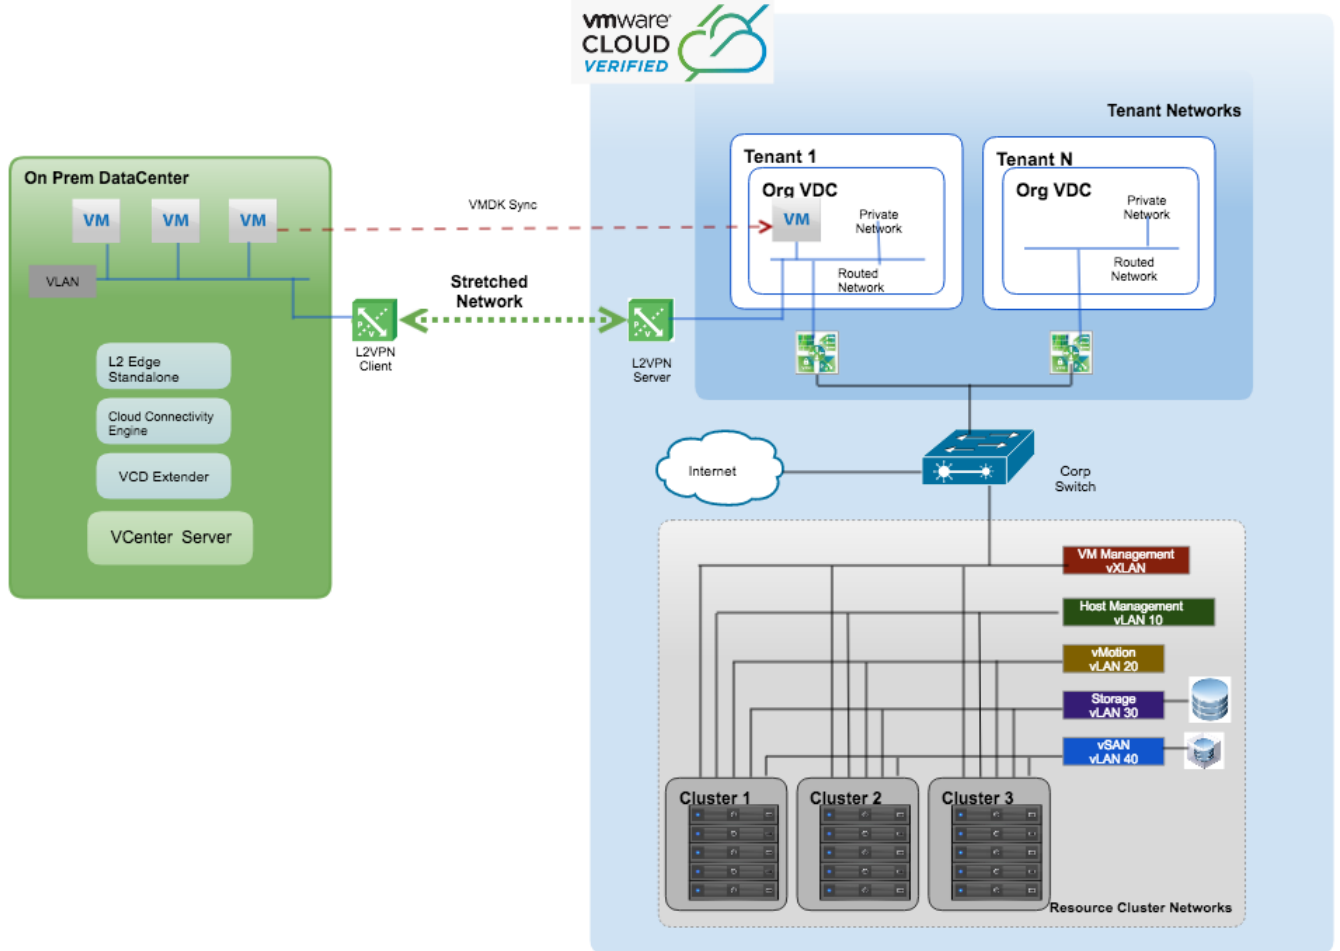 vmware
CLOUD
VERIFIED
Tenant Networks
On Prem DataCenter
VM
VM
VM
VLAN
VMDK Sync
Stretched
Network
L2VPN
Client
L2VPN
Server
L2 Edge
Standalone
Cloud Connectivity
Engine
VCD Extender
VCenter Server
Tenant 1
Org VDC
VM
Private
Network
Routed
Network
Tenant N
Org VDC
Private
Network
Routed
Network
Internet
Corp
Switch
VM Management
vXLAN
Host Management
vLAN 10
vMotion
vLAN 20
Storage
vLAN 30
vSAN
vLAN 40
Cluster 1
Cluster 2
Cluster 3
Resource Cluster Networks